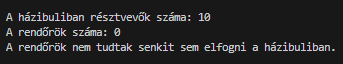 A házibuliban résztvevők száma: 10
A rendőrök száma: 0
A rendőrök nem tudtak senkit sem elfogni a házibuliban.